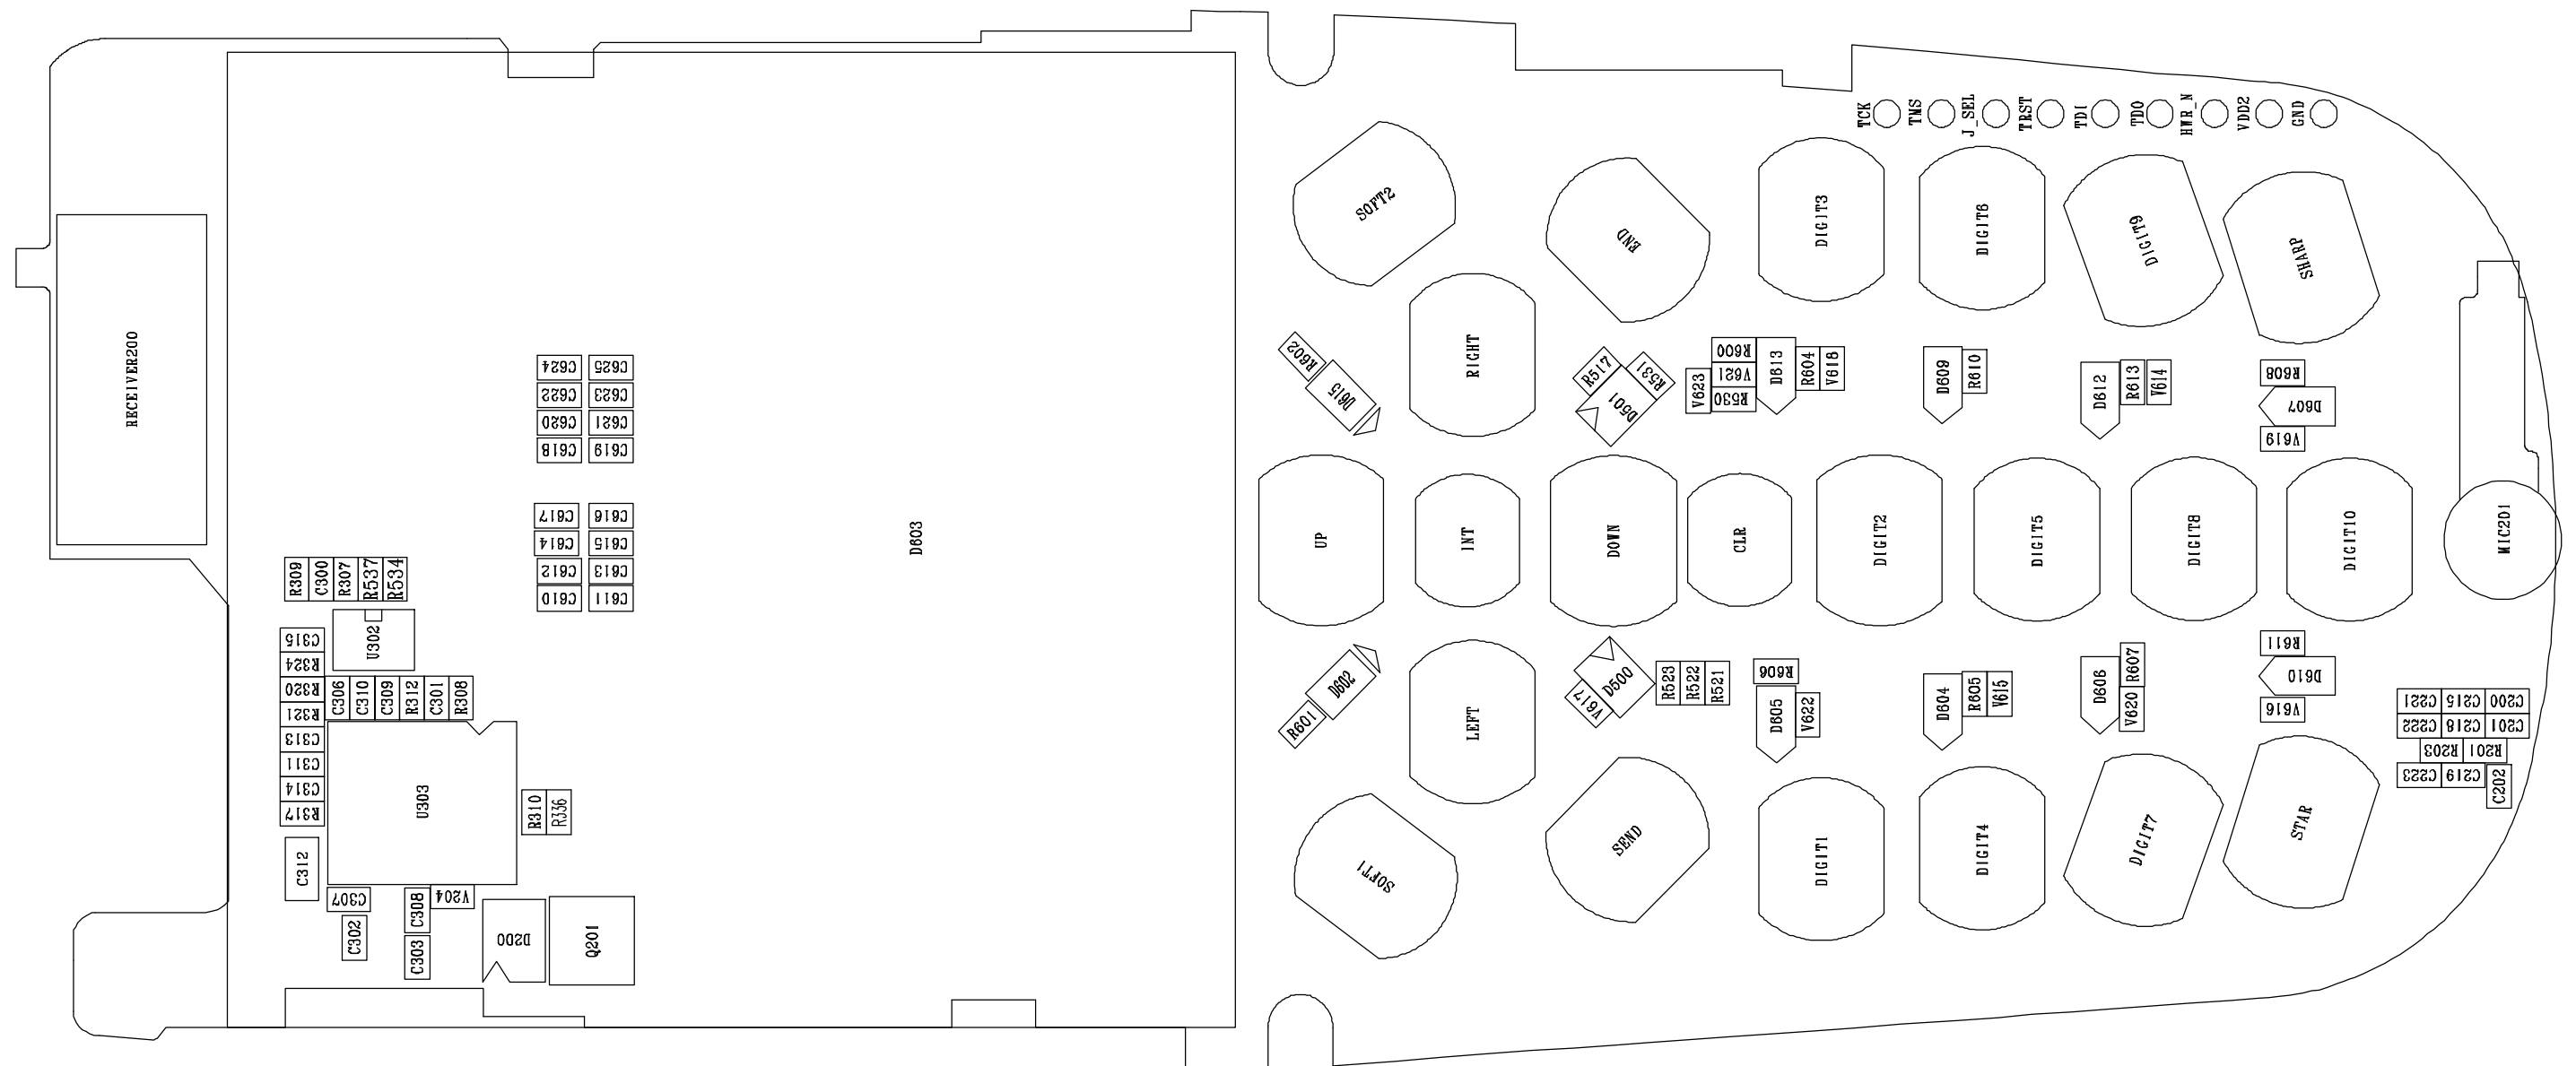 TCK
TMS
J_SEL
TRST
TDI
TDO
HWR_N
VDD2
GND
SOFT2
END
DIGIT3
DIGIT6
DIGIT9
SHARP
RECEIVER200
RIGHT
R602
D615
R517
R531
D501
V623
R600
V621
R530
D613
R604
V618
D609
R610
D612
R613
V614
R608
D607
V619
C624
C625
C622
C623
C620
C621
C618
C619
C617
C616
C614
C615
C612
C613
C610
C611
D603
UP
INT
DOWN
CLR
DIGIT2
DIGIT5
DIGIT8
DIGIT10
MIC201
R309
C300
R307
R537
R534
U302
C315
R324
R320
R321
C313
C311
C314
R317
C306
C310
C309
R312
C301
R308
U303
R310
R336
C312
C307
C302
C308
C303
V204
D200
Q201
D602
R601
LEFT
D500
V617
R523
R522
R521
R606
D605
V622
D604
R605
V615
D606
R607
V620
R611
D610
V616
C221
C215
C200
C222
C218
C201
R203
R201
C223
C219
C202
SOFT1
SEND
DIGIT1
DIGIT4
DIGIT7
STAR